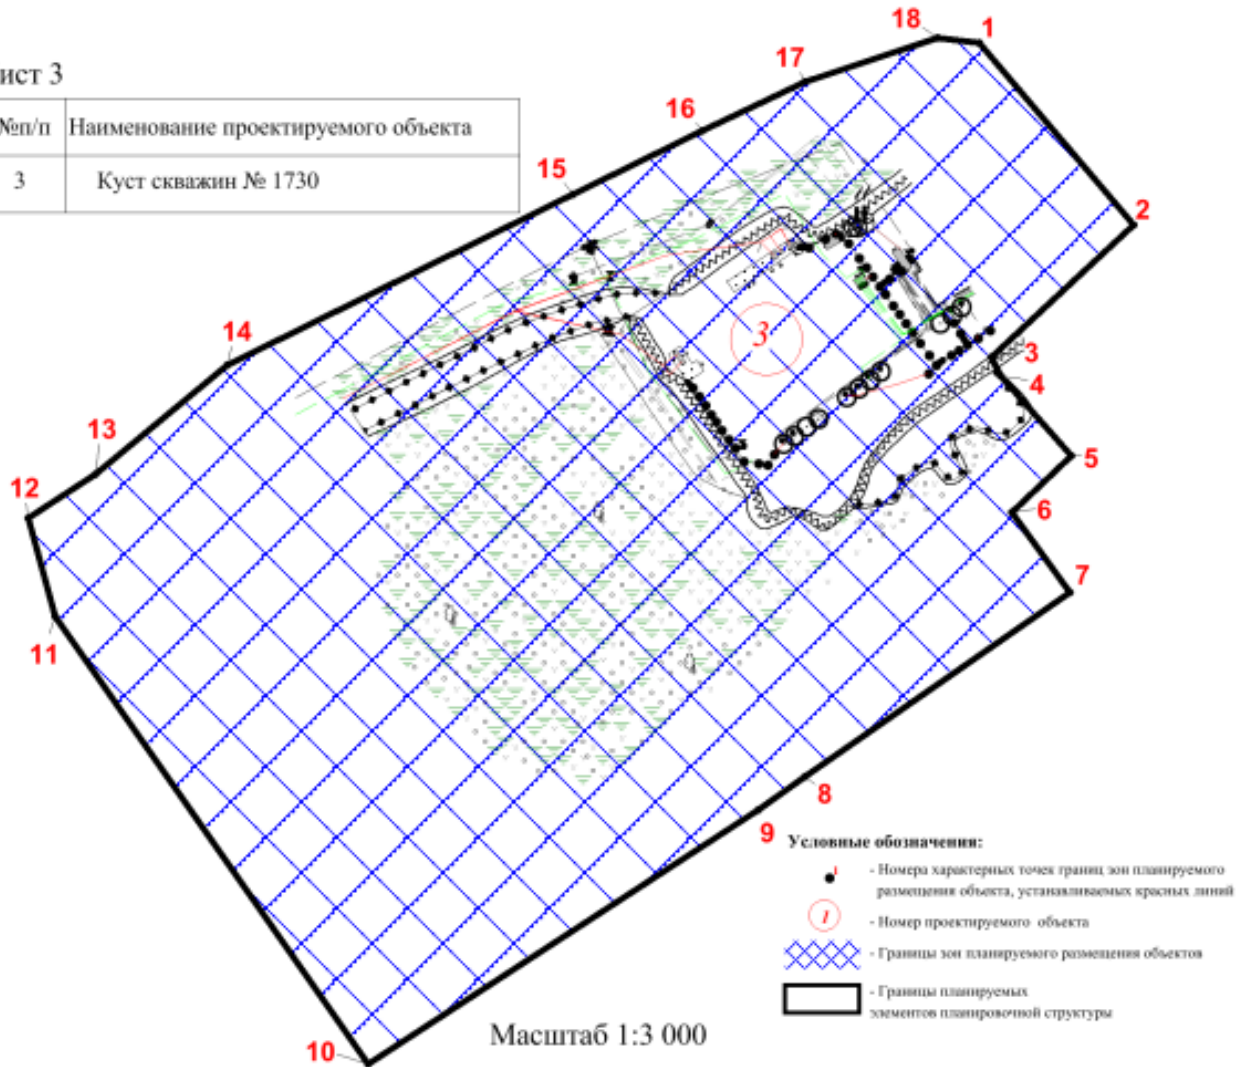 ист 3
№п/п Наименование проектируемого объекта
3 Куст скважин № 1730
18
1
17
16
15
2
14
3
3
4
13
5
12
6
7
11
8
9
Условные обозначения:
1
- Номера характерных точек границ зон планируемого
размещения объекта, устанавливаемых красных линий
1
- Номер проектируемого объекта
- Границы зон планируемого размещения объектов
- Границы планируемых
элементов планировочной структуры
10
Масштаб 1:3 000